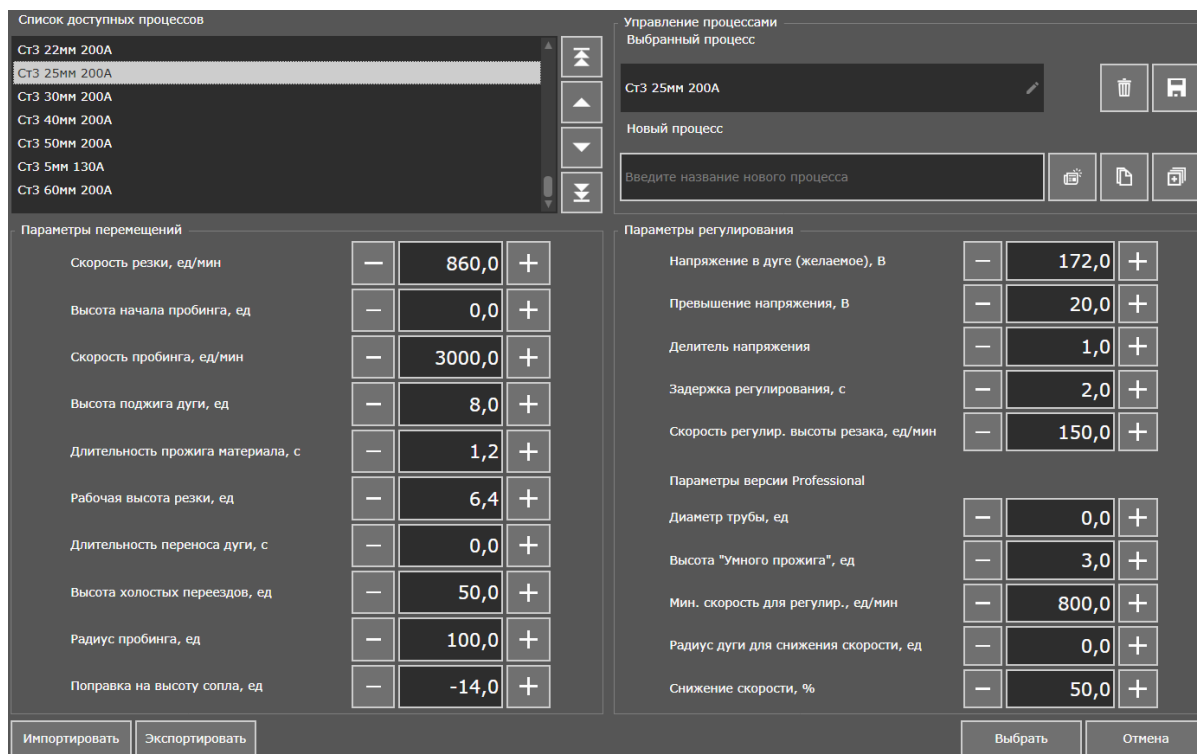 Список доступных процессов
Ст3 22мм 200А
Ст3 25мм 200А
Ст3 30мм 200А
Ст3 40мм 200А
Ст3 50мм 200А
Ст3 5мм 130А
Ст3 60мм 200А
Управление процессами
Выбранный процесс
Ст3 25мм 200А
Новый процесс
Введите название нового процесса
Параметры перемещений
Скорость резки, ед/мин 860,0
Высота начала пробинга, ед 0,0
Скорость пробинга, ед/мин 3000,0
Высота поджига дуги, ед 8,0
Длительность прожига материала, с 1,2
Рабочая высота резки, ед 6,4
Длительность переноса дуги, с 0,0
Высота холостых переездов, ед 50,0
Радиус пробинга, ед 100,0
Поправка на высоту сопла, ед -14,0
Параметры регулирования
Напряжение в дуге (желаемое), В 172,0
Превышение напряжения, В 20,0
Делитель напряжения 1,0
Задержка регулирования, с 2,0
Скорость регулир. высоты резака, ед/мин 150,0
Параметры версии Professional
Диаметр трубы, ед 0,0
Высота "Умного прожига", ед 3,0
Мин. скорость для регулир., ед/мин 800,0
Радиус дуги для снижения скорости, ед 0,0
Снижение скорости, % 50,0
Импортировать Экспортировать
Выбрать Отмена